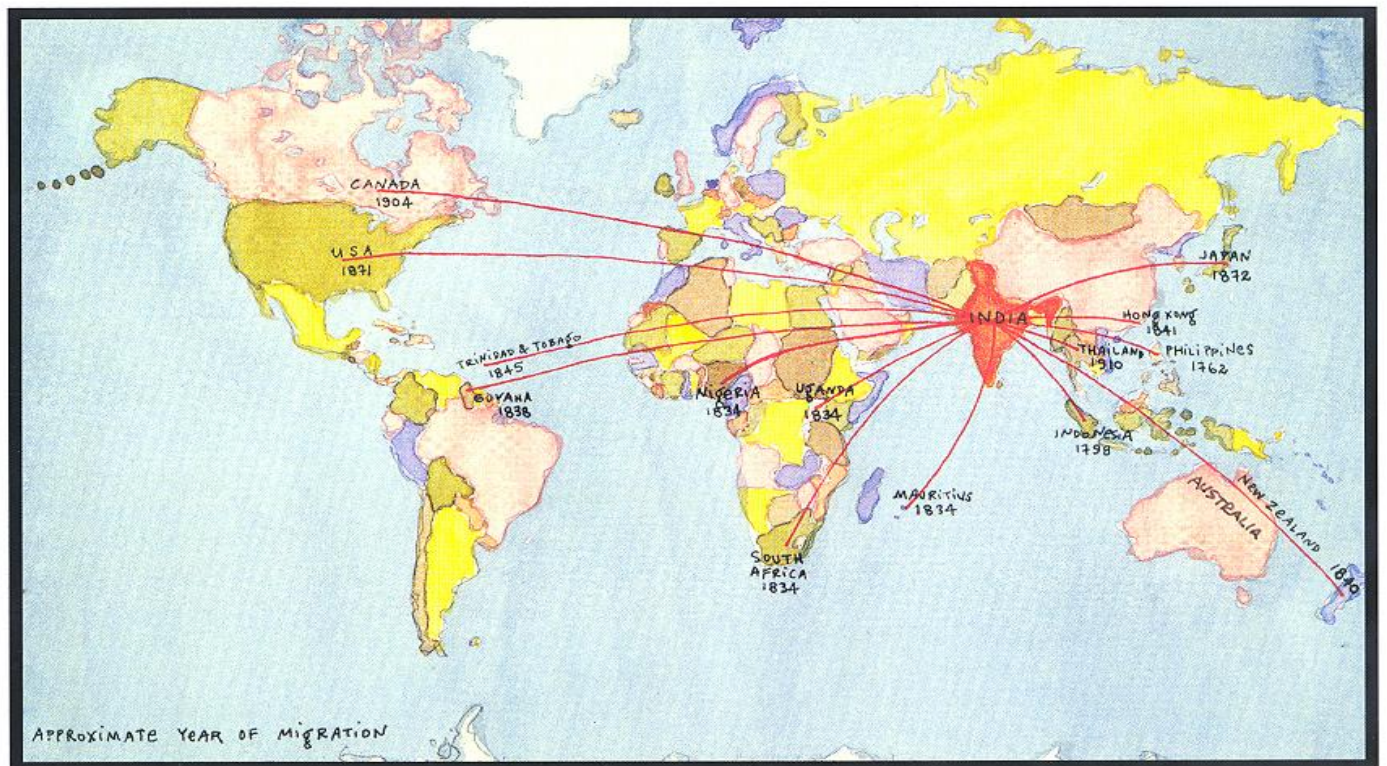 CANADA
1904
USA
1871
TRINIDAD & TOBAGO
1845
GUYANA
1838
NigERIA
1834
UgANDA
1834
SOUTH
AFRiCA
1834
MAURITIUS
1834
INDIA
JAPAN
1872
HONg KONg
1841
THAILAND
1910
PHILIPPINES
1762
INDONESIA
1798
AUSTRALIA
NEW ZEALAND 1840
APPROXiMATE YEAR OF MigRATION